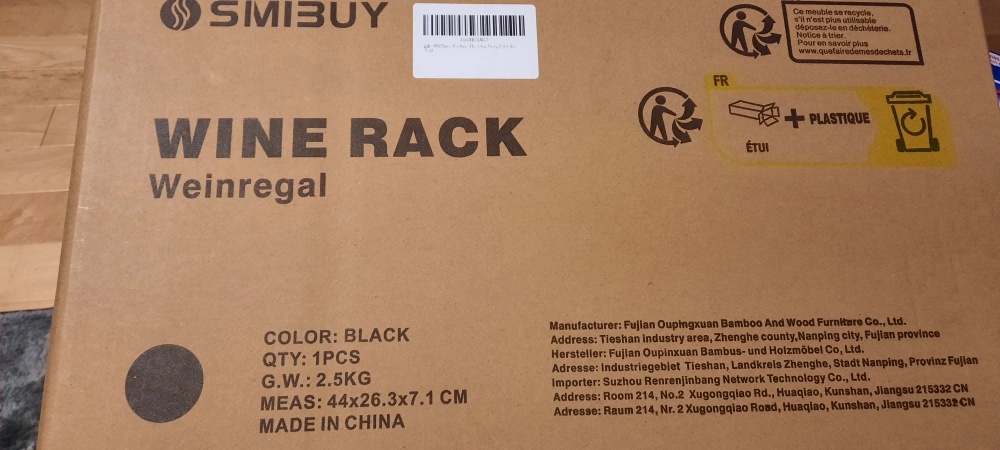 SMIBUY
Ce meuble se recycle,
s'il n'est plus utilisable
déposez-le en déchèterie.
Notice à trier.
Pour en savoir plus
www.quefairedemesdechets.fr
FR
+ PLASTIQUE
ÉTUI
WINE RACK
Weinregal
COLOR: BLACK
QTY: 1PCS
G.W.: 2.5KG
MEAS: 44x26.3x7.1 CM
MADE IN CHINA
Manufacturer: Fujian Oupingxuan Bamboo And Wood Furniture Co., Ltd.
Address: Tieshan industry area, Zhenghe county,Nanping city, Fujian province
Hersteller: Fujian Oupinxuan Bambus- und Holzmöbel Co, Ltd.
Adresse: Industriegebiet Tieshan, Landkreis Zhenghe, Stadt Nanping, Provinz Fujian
Importer: Suzhou Renrenjinbang Network Technology Co., Ltd.
Address: Room 214, No.2 Xugongqiao Rd., Huaqiao, Kunshan, Jiangsu 215332 CN
Adresse: Raum 214, Nr. 2 Xugongqiao Road, Huaqiao, Kunshan, Jiangsu 215332 CN